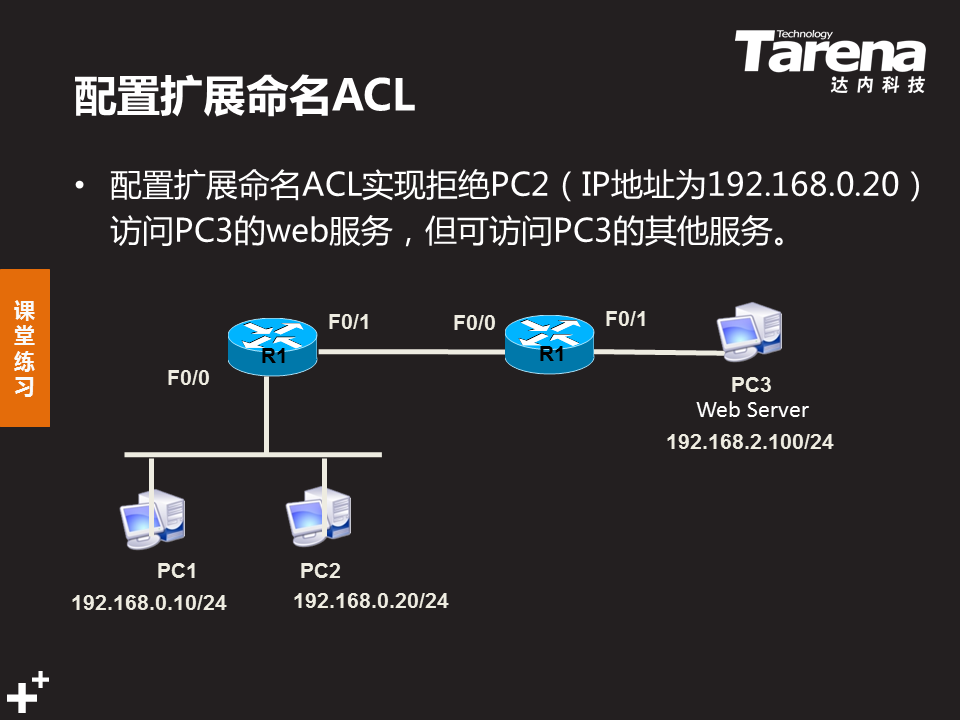 Technology
Tarena
达内科技
配置扩展命名ACL
• 配置扩展命名ACL实现拒绝PC2（IP地址为192.168.0.20）
访问PC3的web服务，但可访问PC3的其他服务。
课
堂
练
习
F0/1
F0/0
F0/1
R1
R1
F0/0
PC3
Web Server
192.168.2.100/24
PC1
PC2
192.168.0.10/24
192.168.0.20/24